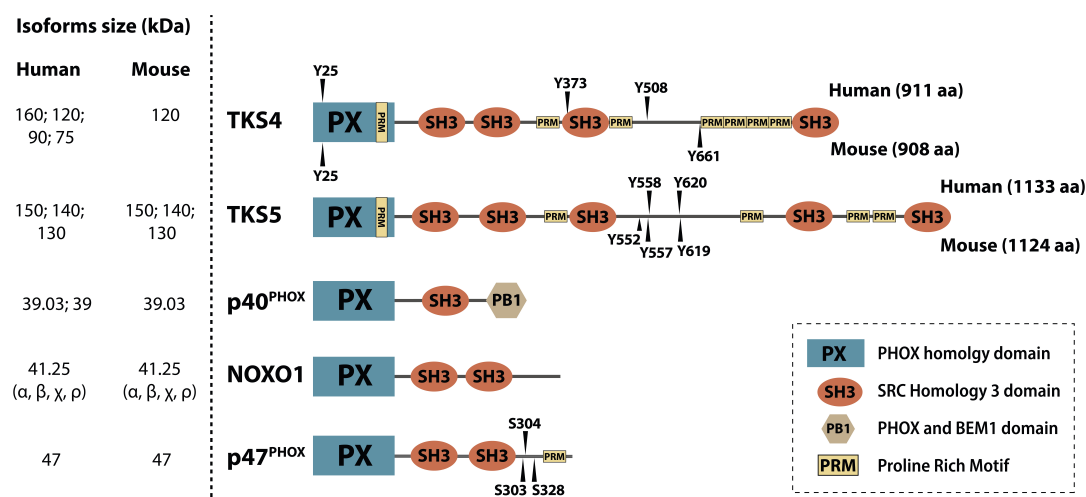 Isoforms size (kDa)
Human Mouse
160; 120;
90; 75
120
TKS4
Y25
PX
PRM
SH3
SH3
PRM
Y373
SH3
PRM
Y508
Y661
PRM PRM PRM PRM
SH3
Y25
Human (911 aa)
Mouse (908 aa)
150; 140;
130
150; 140;
130
TKS5
PX
PRM
SH3
SH3
PRM
SH3
Y558
Y620
Y552
Y557
Y619
PRM
SH3
PRM PRM
SH3
Human (1133 aa)
Mouse (1124 aa)
39.03; 39
39.03
p40PHOX
PX
SH3
PB1
41.25
(α, β, χ, ρ)
41.25
(α, β, χ, ρ)
NOXO1
PX
SH3
SH3
47
47
p47PHOX
PX
SH3
SH3
S304
S303
S328
PRM
PX PHOX homolgy domain
SH3 SRC Homology 3 domain
PB1 PHOX and BEM1 domain
PRM Proline Rich Motif